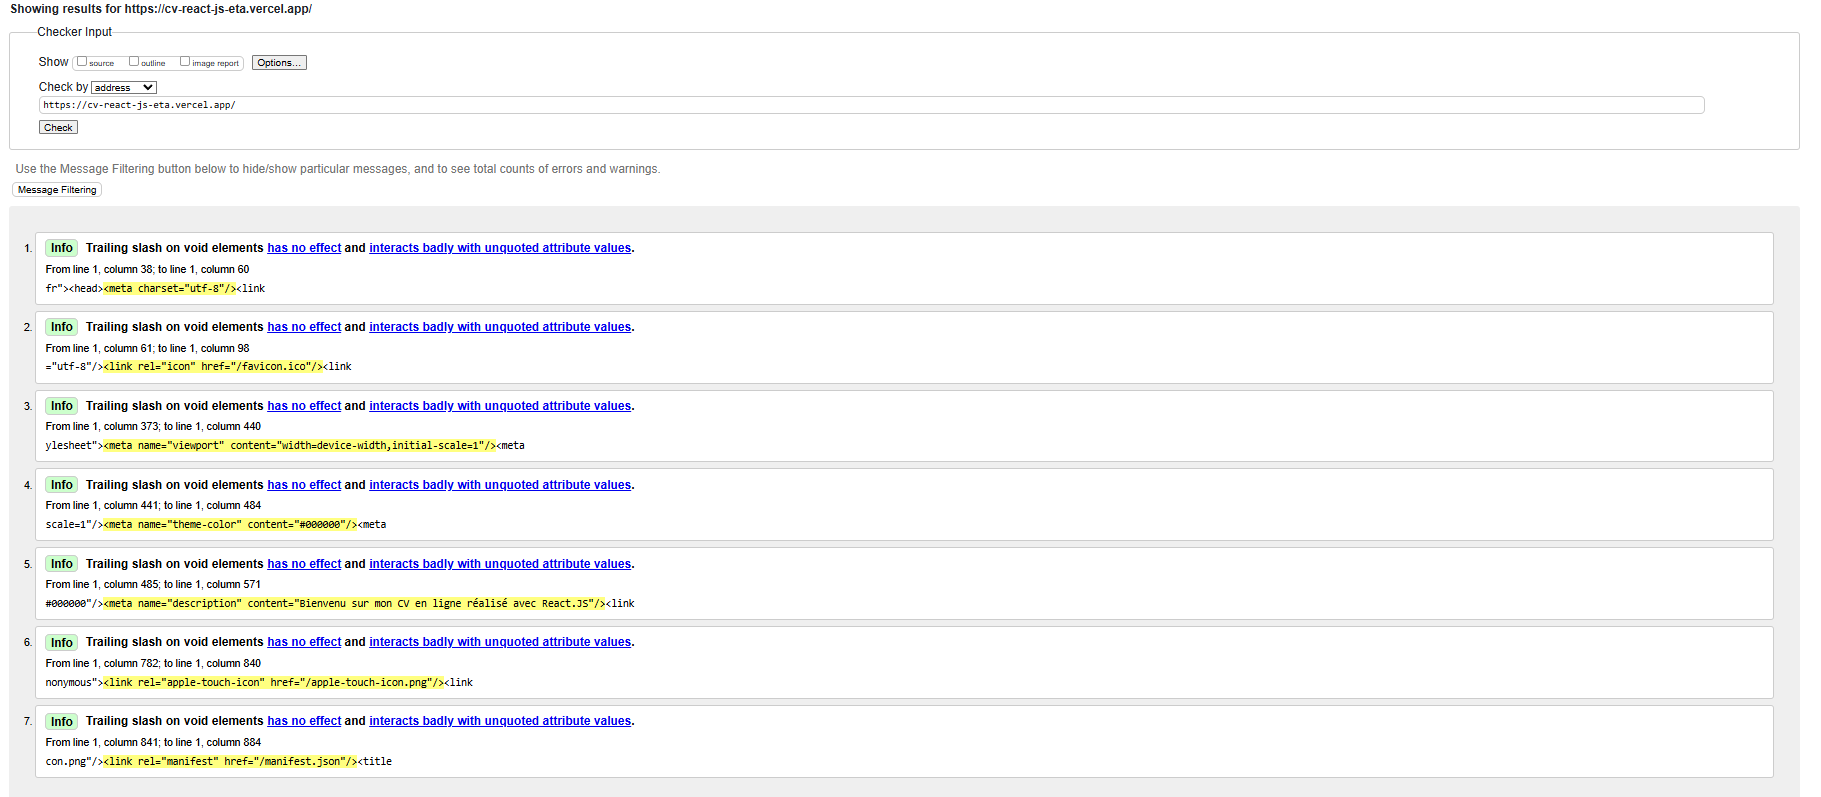 Showing results for https://cv-react-js-eta.vercel.app/
Checker Input
Show source outline image report Options...
Check by address
https://cv-react-js-eta.vercel.app/
Check
Use the Message Filtering button below to hide/show particular messages, and to see total counts of errors and warnings.
Message Filtering
1. Info Trailing slash on void elements has no effect and interacts badly with unquoted attribute values.
From line 1, column 38; to line 1, column 60
fr"><head><meta charset="utf-8"/><link
2. Info Trailing slash on void elements has no effect and interacts badly with unquoted attribute values.
From line 1, column 61; to line 1, column 98
="utf-8"/><link rel="icon" href="/favicon.ico"/><link
3. Info Trailing slash on void elements has no effect and interacts badly with unquoted attribute values.
From line 1, column 373; to line 1, column 440
ylesheet"><meta name="viewport" content="width=device-width,initial-scale=1"/><meta
4. Info Trailing slash on void elements has no effect and interacts badly with unquoted attribute values.
From line 1, column 441; to line 1, column 484
scale=1"/><meta name="theme-color" content="#000000"/><meta
5. Info Trailing slash on void elements has no effect and interacts badly with unquoted attribute values.
From line 1, column 485; to line 1, column 571
#000000"/><meta name="description" content="Bienvenu sur mon CV en ligne réalisé avec React.JS"/><link
6. Info Trailing slash on void elements has no effect and interacts badly with unquoted attribute values.
From line 1, column 782; to line 1, column 840
nonymous"><link rel="apple-touch-icon" href="/apple-touch-icon.png"/><link
7. Info Trailing slash on void elements has no effect and interacts badly with unquoted attribute values.
From line 1, column 841; to line 1, column 884
con.png"/><link rel="manifest" href="/manifest.json"/><title